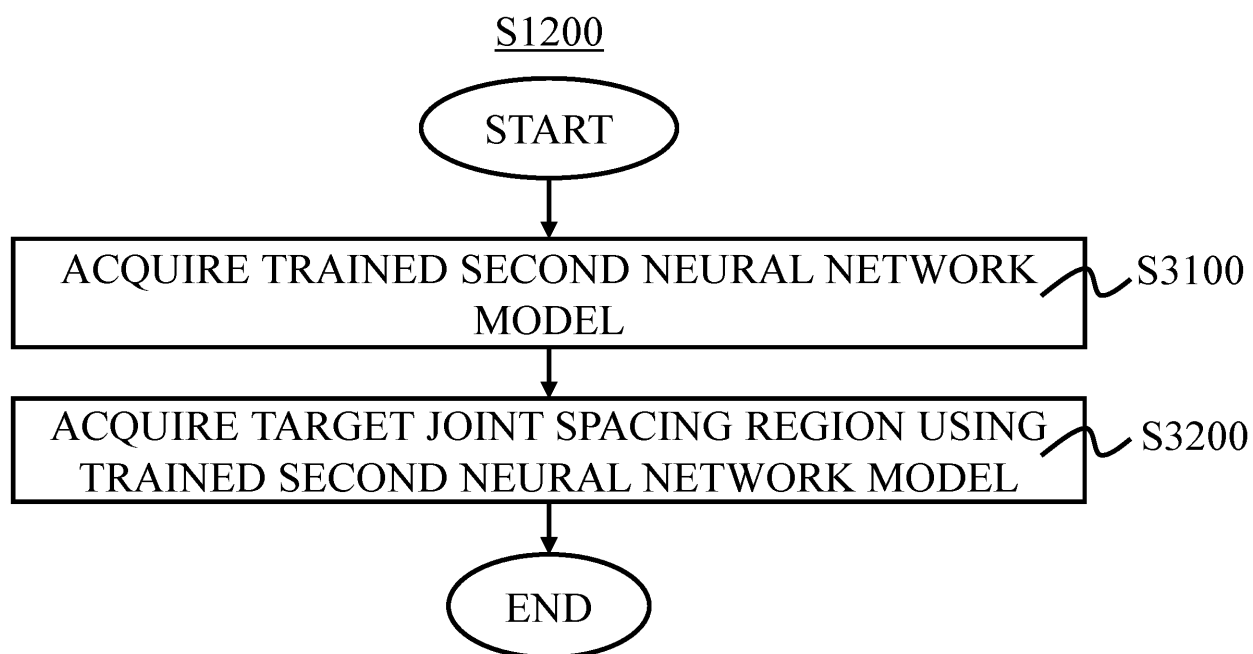 S1200
START
ACQUIRE TRAINED SECOND NEURAL NETWORK
MODEL
S3100
ACQUIRE TARGET JOINT SPACING REGION USING
TRAINED SECOND NEURAL NETWORK MODEL
S3200
END